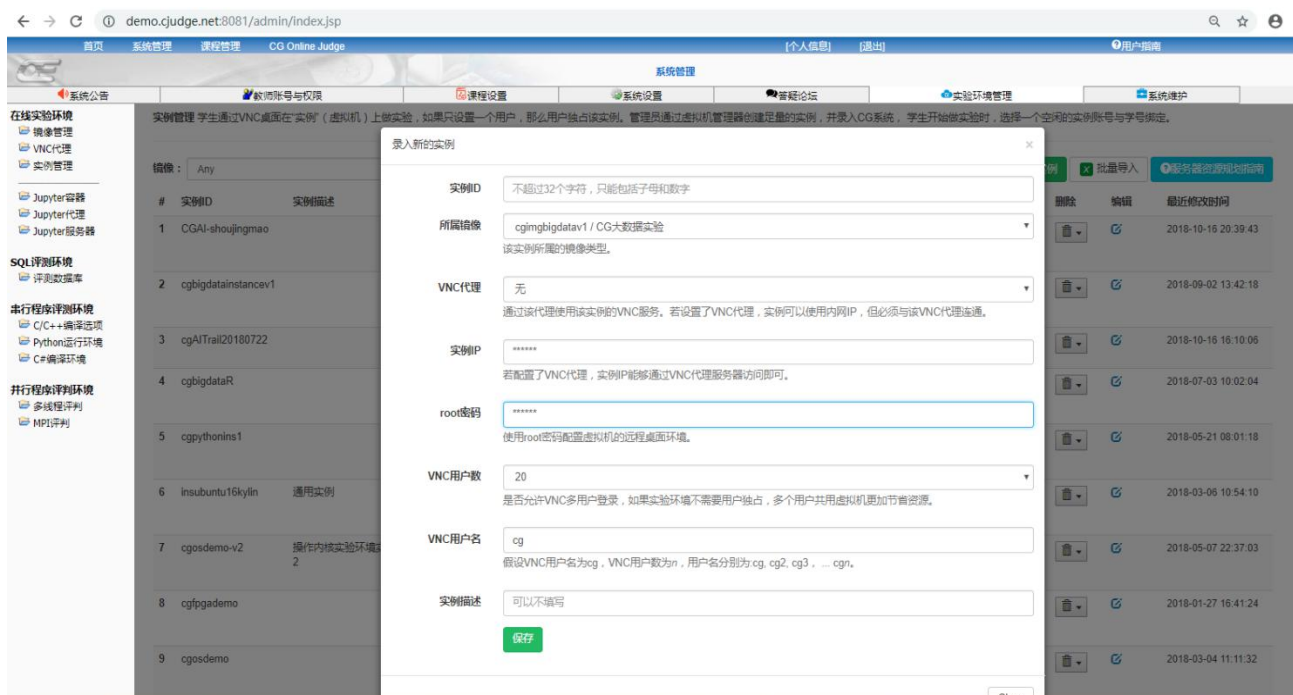 demo.cjudge.net:8081/admin/index.jsp
首页 系统管理 课程管理 CG Online Judge [个人信息] [退出] 用户指南
系统管理
系统公告 教师账号与权限 课程设置 系统设置 答疑论坛 实验环境管理 系统维护
在线实验环境
镜像管理
VNC代理
实例管理
Jupyter容器
Jupyter代理
Jupyter服务器
SQL评测环境
评测数据库
串行程序评测环境
C/C++编译选项
Python运行环境
C#编译环境
并行程序评判环境
多线程评判
MPI评判
实例管理 学生通过VNC桌面在"实例"（虚拟机）上做实验，如果只设置一个用户，那么用户独占该实例。管理员通过虚拟机管理器创建足量的实例，并录入CG系统，学生开始做实验时，选择一个空闲的实例账号与学号绑定。
镜像： Any 例 批量导入 服务器资源规划指南
# 实例ID 实例描述 删除 编辑 最近修改时间
1 CGAI-shoujingmao 2018-10-16 20:39:43
2 cgbigdatainstancev1 2018-09-02 13:42:18
3 cgAITrail20180722 2018-10-16 16:10:06
4 cgbigdataR 2018-07-03 10:02:04
5 cgpythonins1 2018-05-21 08:01:18
6 insubuntu16kylin 通用实例 2018-03-06 10:54:10
7 cgosdemo-v2 操作内核实验环境 2018-05-07 22:37:03
2
8 cgfpgademo 2018-01-27 16:41:24
9 cgosdemo 2018-03-04 11:11:32
录入新的实例 ×
实例ID 不超过32个字符，只能包括子母和数字
所属镜像 cgimgbigdatav1 / CG大数据实验
该实例所属的镜像类型。
VNC代理 无
通过该代理使用该实例的VNC服务。若设置了VNC代理，实例可以使用内网IP，但必须与该VNC代理连通。
实例IP ******
若配置了VNC代理，实例IP能够通过VNC代理服务器访问即可。
root密码 ******
使用root密码配置虚拟机的远程桌面环境。
VNC用户数 20
是否允许VNC多用户登录，如果实验环境不需要用户独占，多个用户共用虚拟机更加节省资源。
VNC用户名 cg
假设VNC用户名为cg，VNC用户数为n，用户名分别为:cg, cg2, cg3， ... cgn。
实例描述 可以不填写
保存